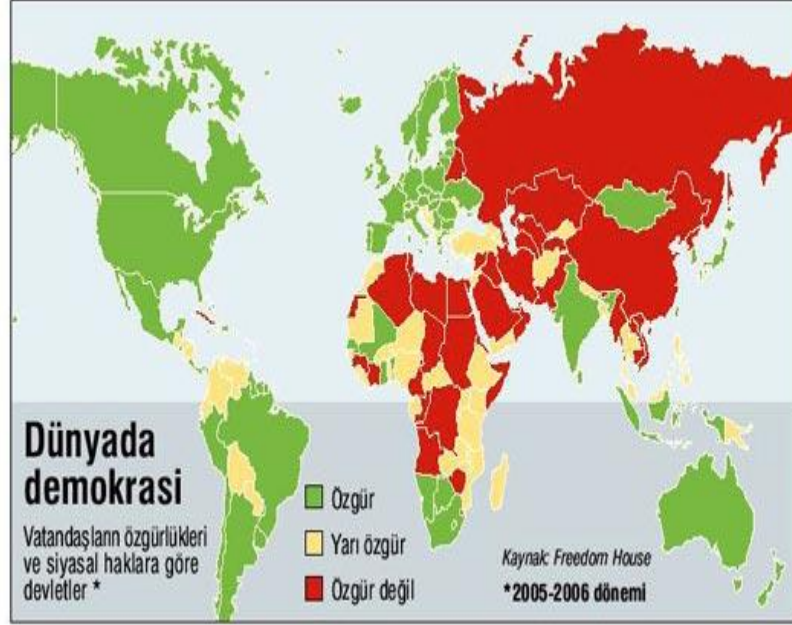 Dünyada
demokrasi
Vatandaşların özgürlükleri
ve siyasal haklara göre
devletler *
Özgür
Yarı özgür
Özgür değil
Kaynak: Freedom House
*2005-2006 dönemi